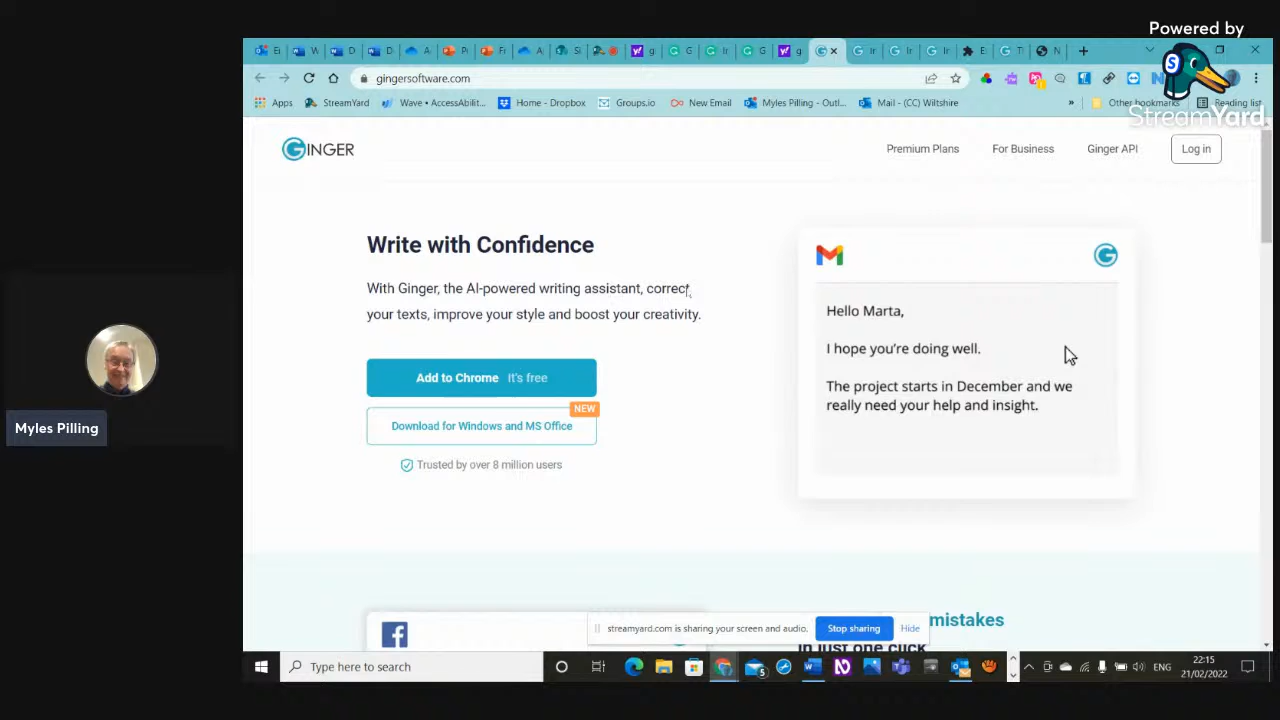 Powered by
StreamYard
gingersoftware.com
Apps
StreamYard
Wave • AccessAbilit...
Home - Dropbox
Groups.io
New Email
Myles Pilling - Outl...
Mail - (CC) Wiltshire
»
Other bookmarks
Reading list
GINGER
Premium Plans
For Business
Ginger API
Log in
Write with Confidence
With Ginger, the AI-powered writing assistant, correct
your texts, improve your style and boost your creativity.
Add to Chrome It's free
NEW
Download for Windows and MS Office
Trusted by over 8 million users
Hello Marta,
I hope you're doing well.
The project starts in December and we
really need your help and insight.
Myles Pilling
mistakes
in just one click
streamyard.com is sharing your screen and audio.
Stop sharing
Hide
Type here to search
5
ENG
22:15
21/02/2022